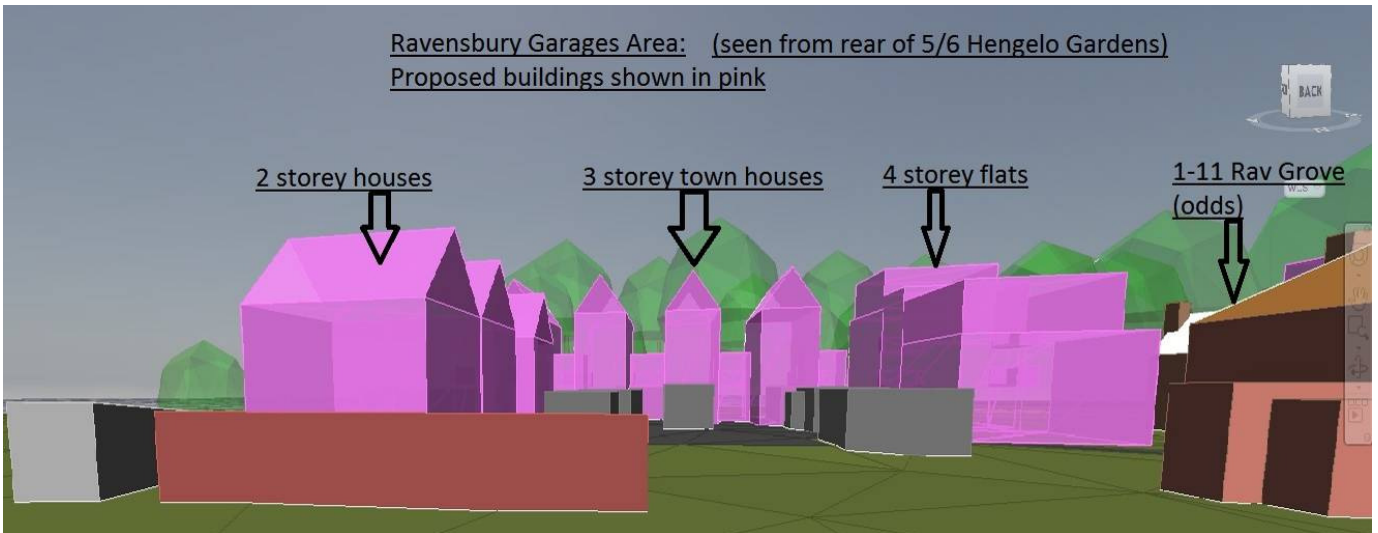 Ravensbury Garages Area: (seen from rear of 5/6 Hengelo Gardens)
Proposed buildings shown in pink
BACK
2 storey houses
3 storey town houses
4 storey flats
1-11 Rav Grove
(odds)